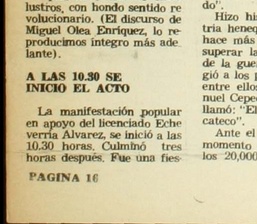 lustros, con hondo sentido re
volucionario. (El discurso de
Miguel Olea Enríquez, lo re-
producimos íntegro más ade
lante).
A LAS 10.30 SE
INICIO EL ACTO
La manifestación popular
en apoyo del licenciado Eche
verría Alvarez, se inició a las
10.30 horas. Culminó tres
horas después. Fue una fies-
PAGINA 16
do".
Hizo his
tria heneq
hace más
superar la
de la gue
gió a los p
entre ellos
nuel Cepe
llamó: "El
cateco".
Ante el
momento
los 20,000